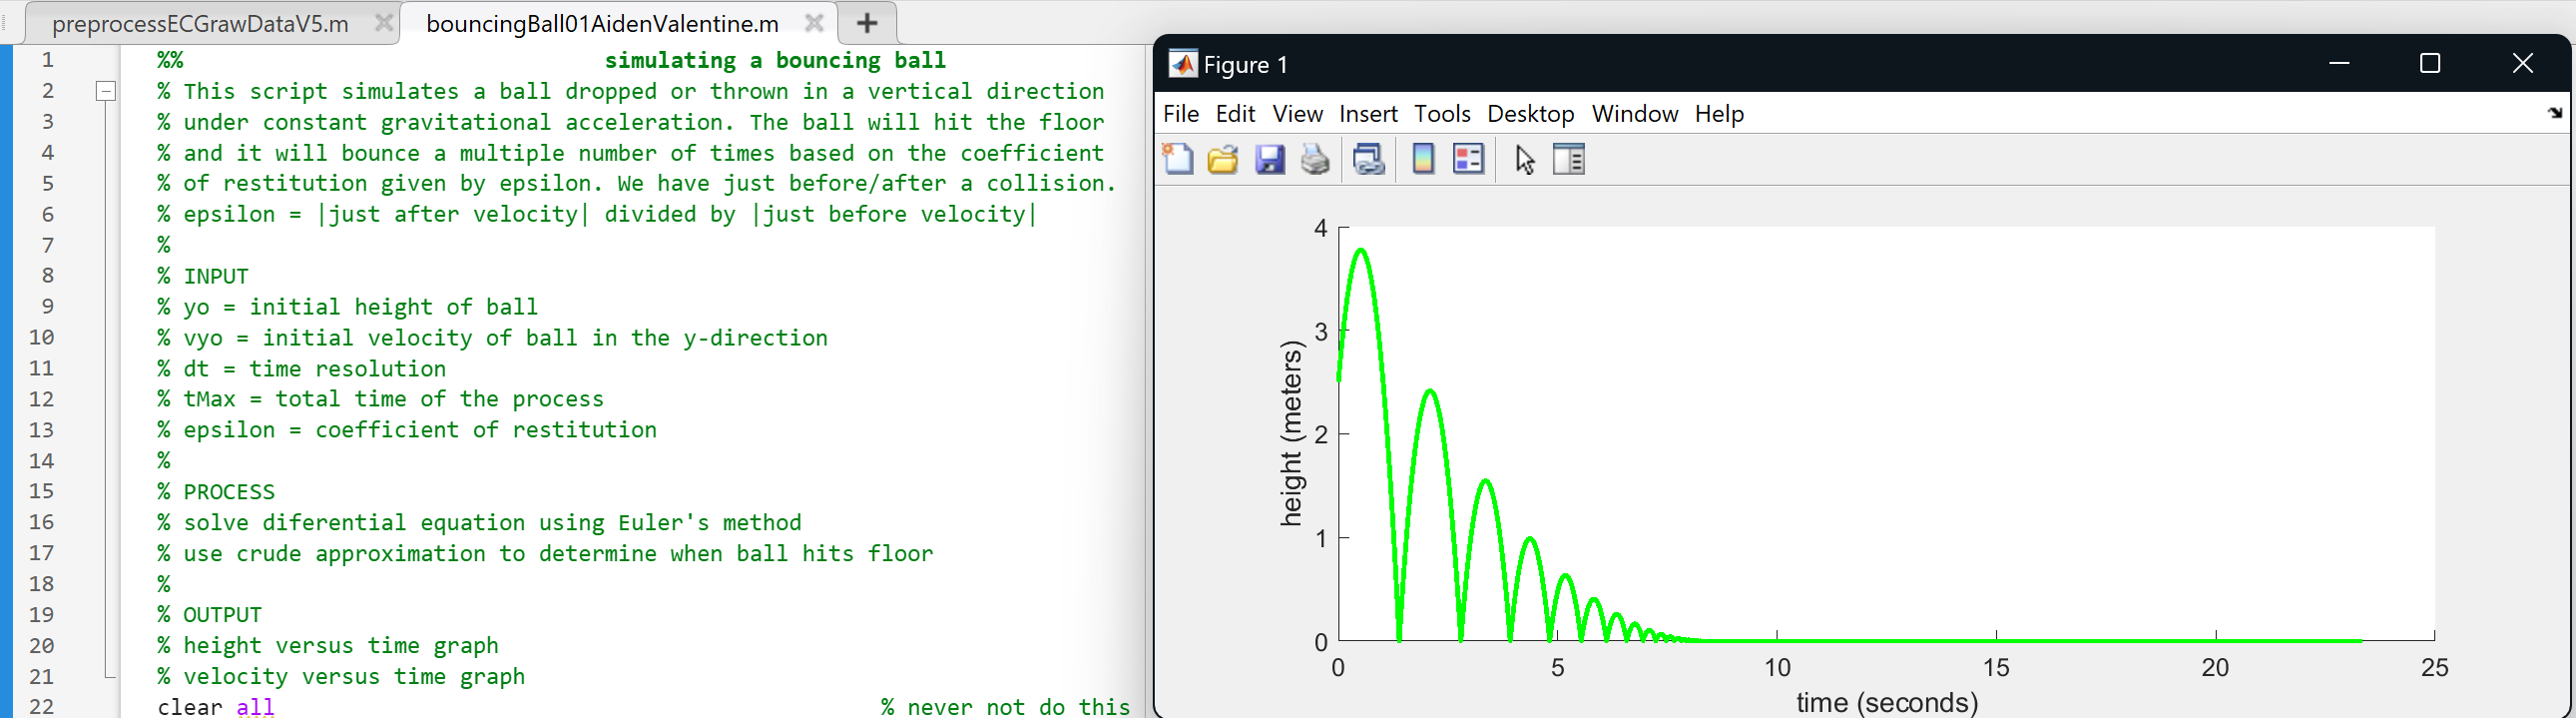 preprocessECGrawDataV5.m
bouncingBall01AidenValentine.m
1 %% simulating a bouncing ball
2 % This script simulates a ball dropped or thrown in a vertical direction
3 % under constant gravitational acceleration. The ball will hit the floor
4 % and it will bounce a multiple number of times based on the coefficient
5 % of restitution given by epsilon. We have just before/after a collision.
6 % epsilon = |just after velocity| divided by |just before velocity|
7 %
8 % INPUT
9 % yo = initial height of ball
10 % vyo = initial velocity of ball in the y-direction
11 % dt = time resolution
12 % tMax = total time of the process
13 % epsilon = coefficient of restitution
14 %
15 % PROCESS
16 % solve diferential equation using Euler's method
17 % use crude approximation to determine when ball hits floor
18 %
19 % OUTPUT
20 % height versus time graph
21 % velocity versus time graph
22 clear all % never not do this
Figure 1
File Edit View Insert Tools Desktop Window Help
4
3
2
1
0
height (meters)
0 5 10 15 20 25
time (seconds)